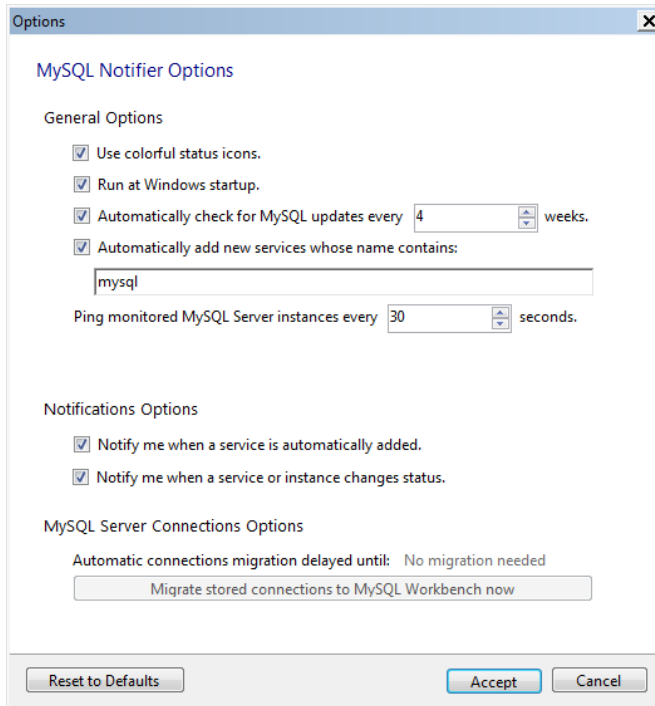 Options
MySQL Notifier Options
General Options
Use colorful status icons.
Run at Windows startup.
Automatically check for MySQL updates every 4 weeks.
Automatically add new services whose name contains:
mysql
Ping monitored MySQL Server instances every 30 seconds.
Notifications Options
Notify me when a service is automatically added.
Notify me when a service or instance changes status.
MySQL Server Connections Options
Automatic connections migration delayed until: No migration needed
Migrate stored connections to MySQL Workbench now
Reset to Defaults Accept Cancel